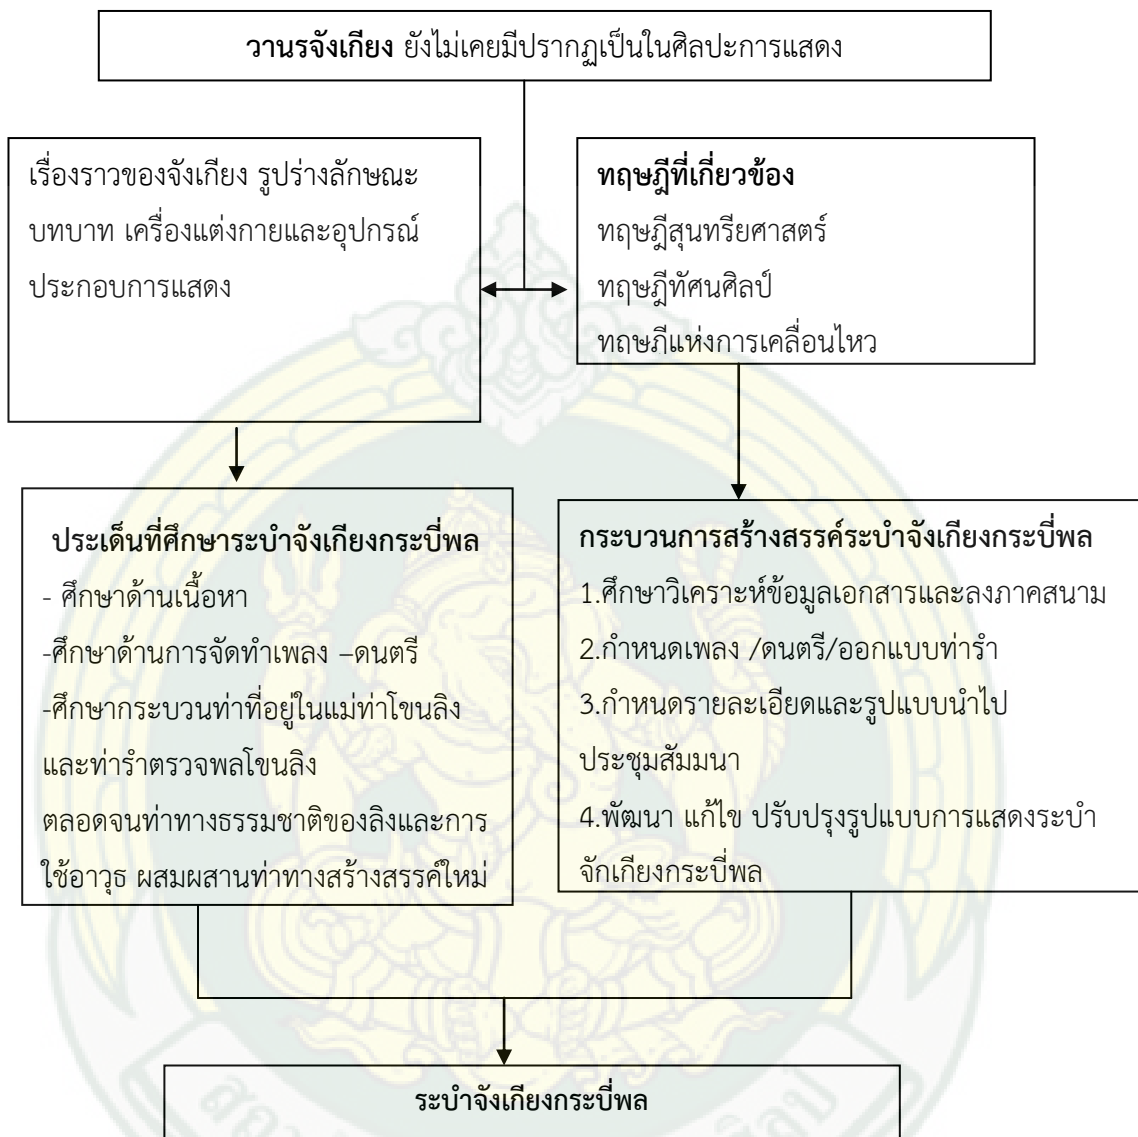 วานรจังเกียง ยังไม่เคยมีปรากฏเป็นในศิลปะการแสดง
เรื่องราวของจังเกียง รูปร่างลักษณะ
บทบาท เครื่องแต่งกายและอุปกรณ์
ประกอบการแสดง
ทฤษฎีที่เกี่ยวข้อง
ทฤษฎีสุนทรียศาสตร์
ทฤษฎีทัศนศิลป์
ทฤษฎีแห่งการเคลื่อนไหว
ประเด็นที่ศึกษาระบำจังเกียงกระบี่พล
- ศึกษาด้านเนื้อหา
-ศึกษาด้านการจัดทำเพลง –ดนตรี
-ศึกษากระบวนท่าที่อยู่ในแม่ท่าโขนลิง
และท่ารำตรวจพลโขนลิง
ตลอดจนท่าทางธรรมชาติของลิงและการ
ใช้อาวุธ ผสมผสานท่าทางสร้างสรรค์ใหม่
กระบวนการสร้างสรรค์ระบำจังเกียงกระบี่พล
1.ศึกษาวิเคราะห์ข้อมูลเอกสารและลงภาคสนาม
2.กำหนดเพลง /ดนตรี/ออกแบบท่ารำ
3.กำหนดรายละเอียดและรูปแบบนำไป
ประชุมสัมมนา
4.พัฒนา แก้ไข ปรับปรุงรูปแบบการแสดงระบำ
จักเกียงกระบี่พล
ระบำจังเกียงกระบี่พล